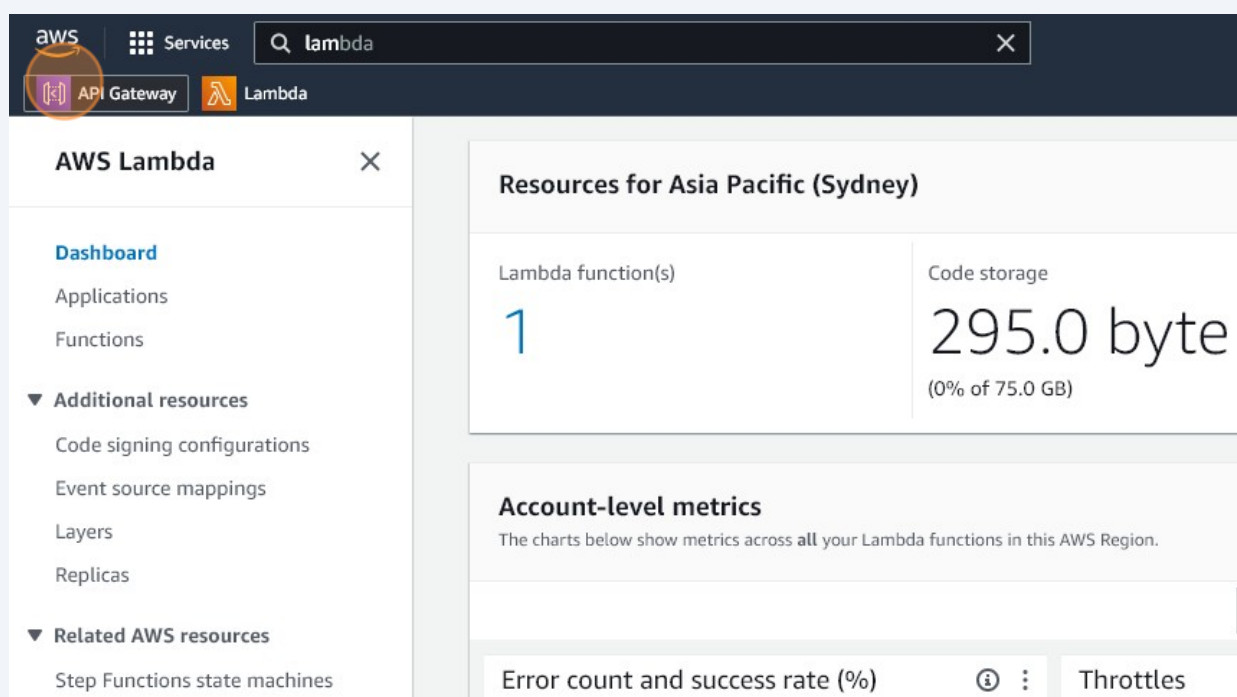 aws
Services
lambda
API Gateway
Lambda
AWS Lambda
Dashboard
Applications
Functions
Additional resources
Code signing configurations
Event source mappings
Layers
Replicas
Related AWS resources
Step Functions state machines
Resources for Asia Pacific (Sydney)
Lambda function(s)
1
Code storage
295.0 byte
(0% of 75.0 GB)
Account-level metrics
The charts below show metrics across all your Lambda functions in this AWS Region.
Error count and success rate (%)
Throttles